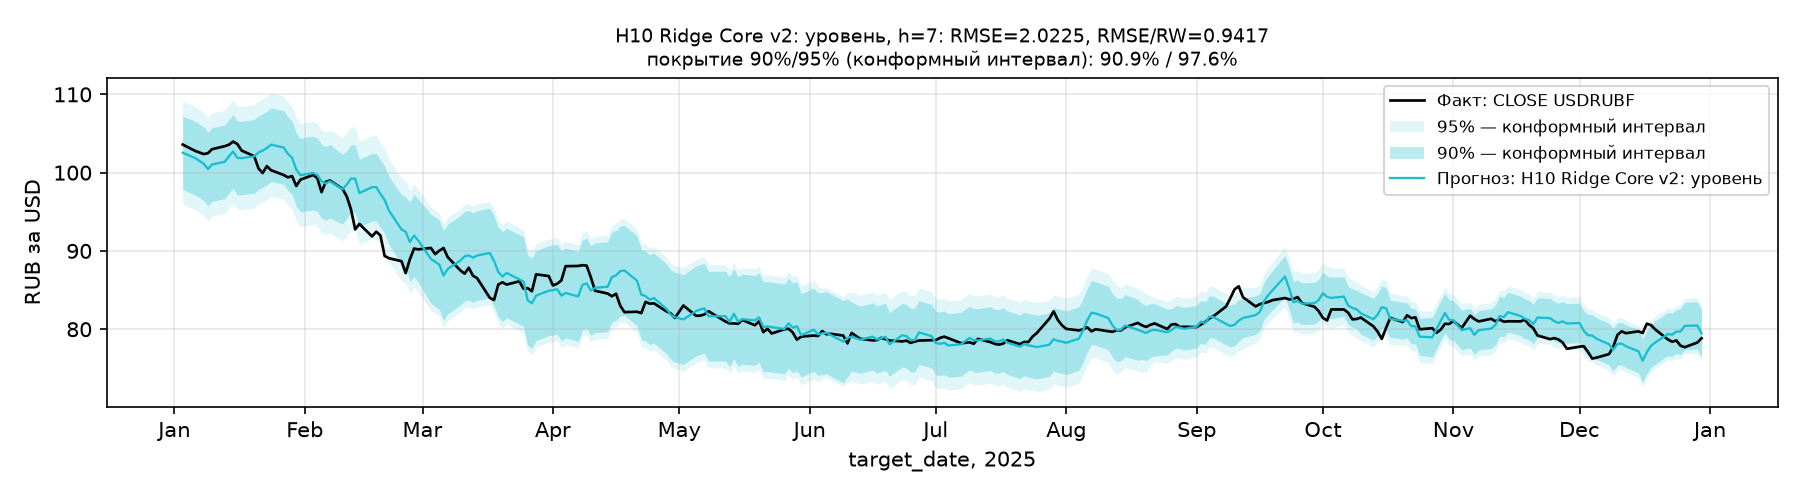 H10 Ridge Core v2: уровень, h=7: RMSE=2.0225, RMSE/RW=0.9417
покрытие 90%/95% (конформный интервал): 90.9% / 97.6%
110
100
90
80
RUB за USD
Факт: CLOSE USDRUBF
95% — конформный интервал
90% — конформный интервал
Прогноз: H10 Ridge Core v2: уровень
Jan Feb Mar Apr May Jun Jul Aug Sep Oct Nov Dec Jan
target_date, 2025